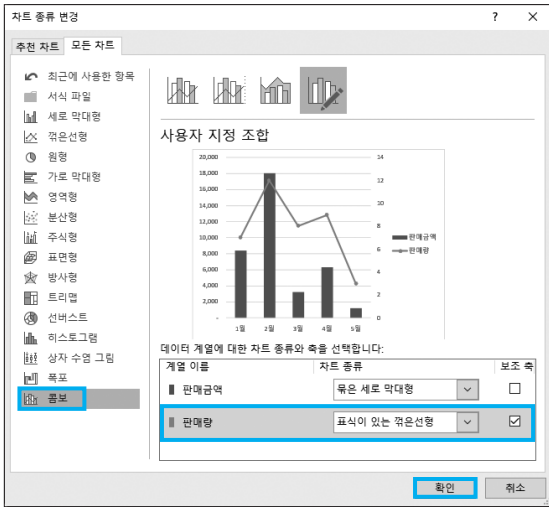 차트 종류 변경
? ×
추천 차트 모든 차트
최근에 사용한 항목
서식 파일
세로 막대형
꺾은선형
원형
가로 막대형
영역형
분산형
주식형
표면형
방사형
트리맵
선버스트
히스토그램
상자 수염 그림
폭포
콤보
사용자 지정 조합
20,000
18,000
16,000
14,000
12,000
10,000
8,000
6,000
4,000
2,000
-
14
12
10
8
6
4
2
0
1월 2월 3월 4월 5월
판매금액
판매량
데이터 계열에 대한 차트 종류와 축을 선택합니다:
계열 이름 차트 종류 보조 축
판매금액 묶은 세로 막대형
판매량 표식이 있는 꺾은선형
확인 취소